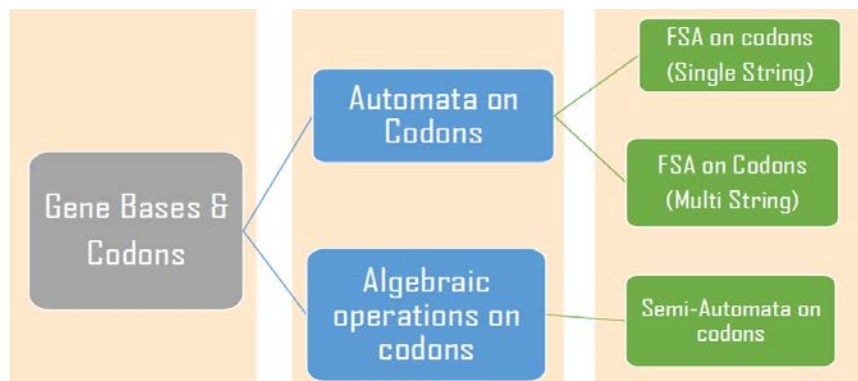 Gene Bases &
Codons
Automata on
Codons
Algebraic
operations on
codons
FSA on codons
(Single String)
FSA on Codons
(Multi String)
Semi-Automata on
codons